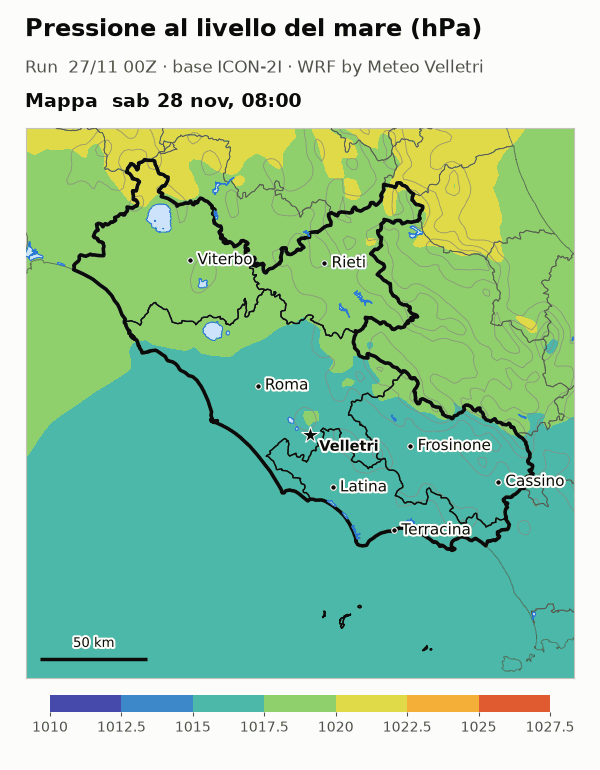 Pressione al livello del mare (hPa)
Run  27/11 00Z · base ICON-2I · WRF by Meteo Velletri
Mappa  sab 28 nov, 08:00
Viterbo
Rieti
Roma
Velletri
Frosinone
Cassino
Latina
Terracina
50 km
1010 1012.5 1015 1017.5 1020 1022.5 1025 1027.5